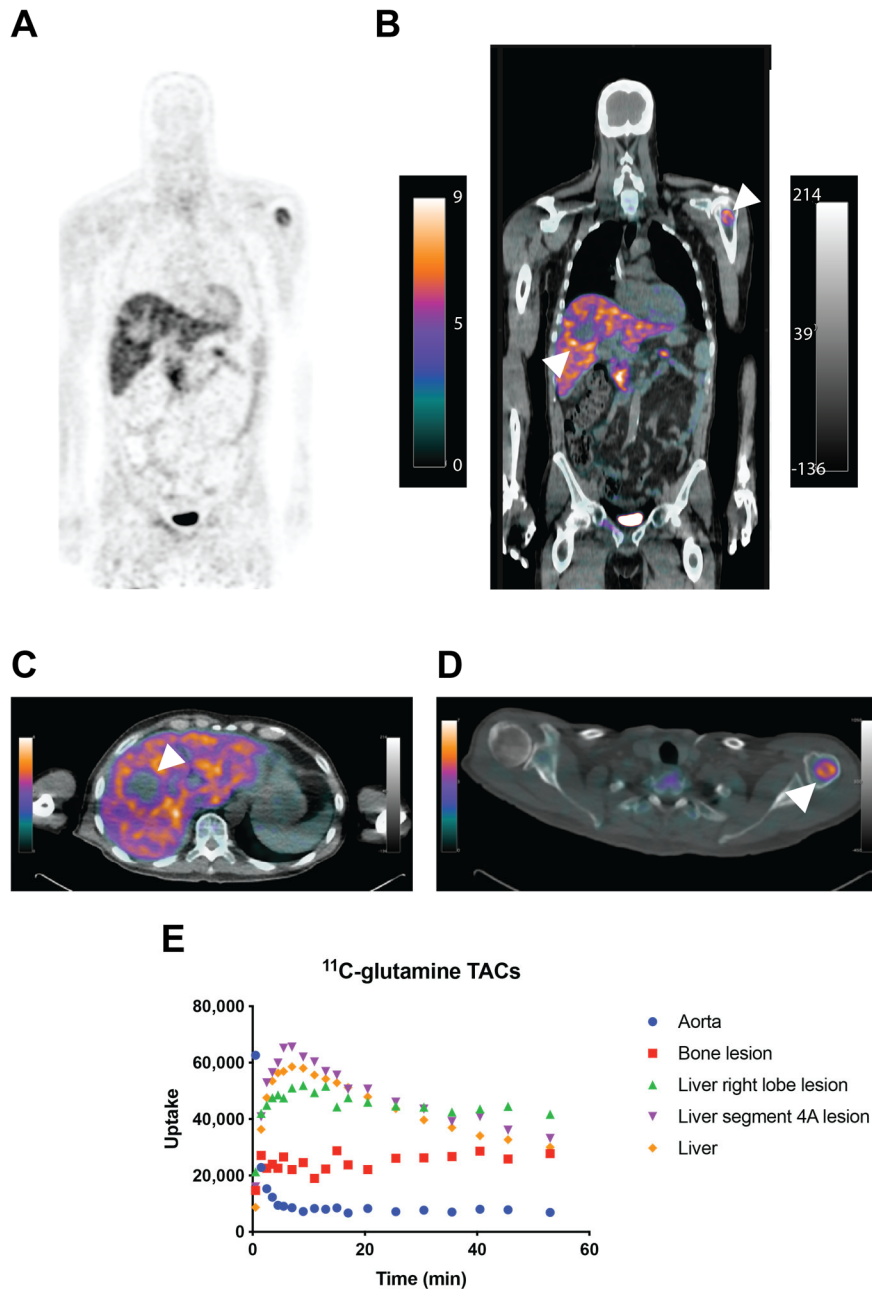 A
B
9
5
0
214
39
-136
C
D
E
¹¹C-glutamine TACs
80,000
60,000
40,000
20,000
0
Uptake
0
20
40
60
Time (min)
Aorta
Bone lesion
Liver right lobe lesion
Liver segment 4A lesion
Liver